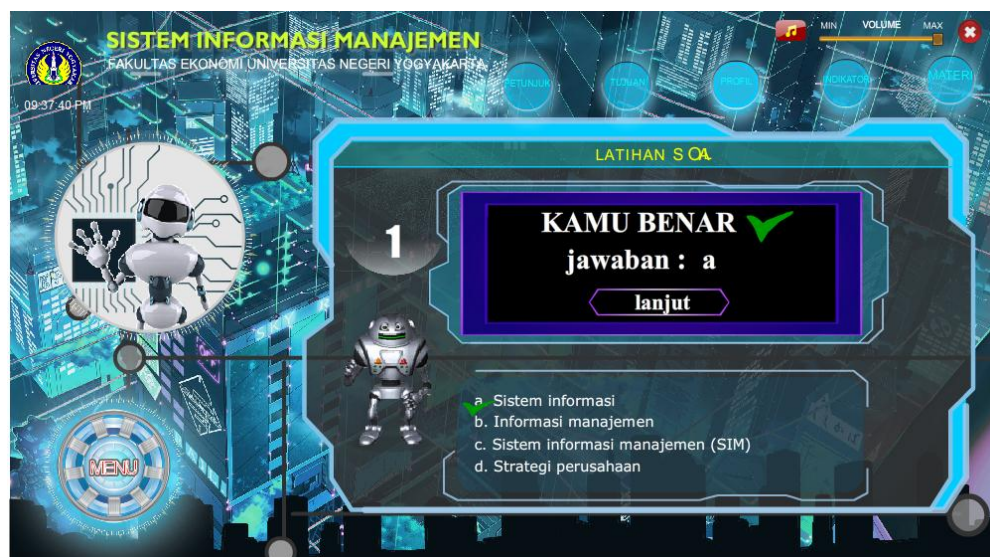 SISTEM INFORMASI MANAJEMEN
FAKULTAS EKONOMI UNIVERSITAS NEGERI YOGYAKARTA
MIN VOLUME MAX
PETUNJUK
TUJUAN
PROFIL
INDIKATOR
MATERI
09:37:40 PM
LATIHAN SOAL
1
KAMU BENAR
jawaban : a
lanjut
a. Sistem informasi
b. Informasi manajemen
c. Sistem informasi manajemen (SIM)
d. Strategi perusahaan
MENU